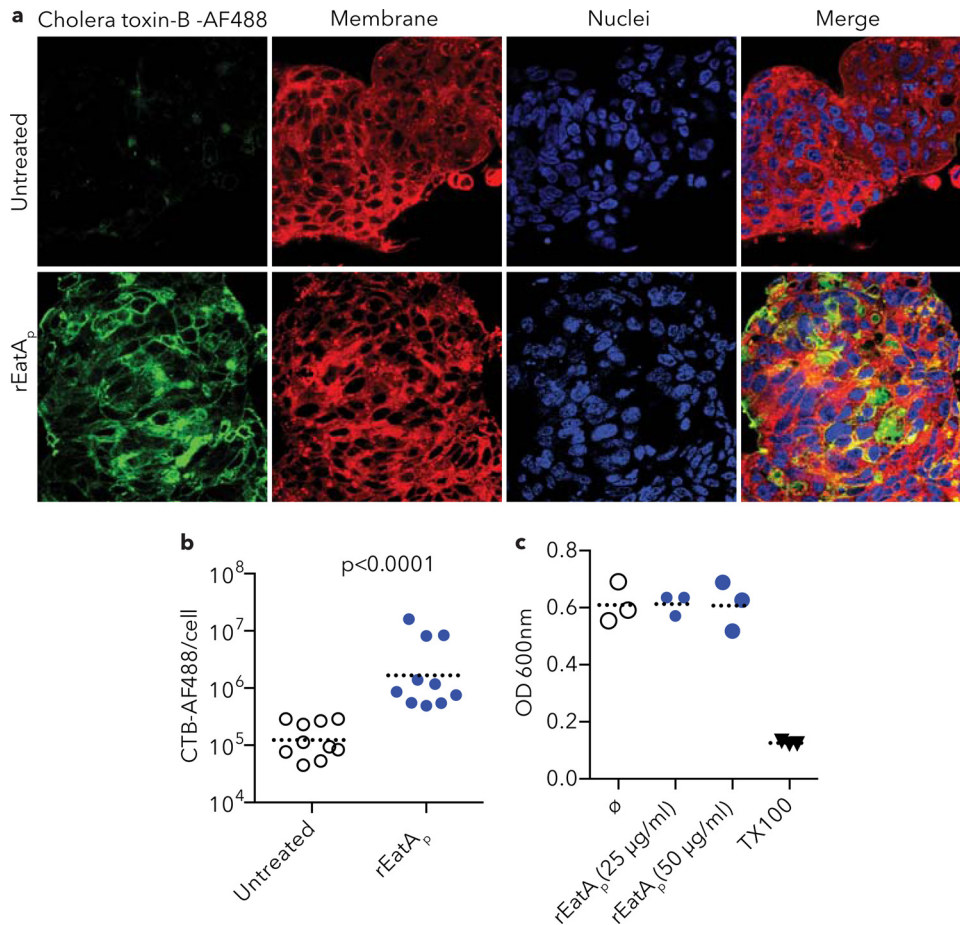 a
Cholera toxin-B -AF488 Membrane Nuclei Merge
Untreated
rEatAp
b
p<0.0001
CTB-AF488/cell
10⁸
10⁷
10⁶
10⁵
10⁴
Untreated
rEatAp
c
OD 600nm
0.8
0.6
0.4
0.2
0.0
ø
rEatAp(25 µg/ml)
rEatAp(50 µg/ml)
TX100